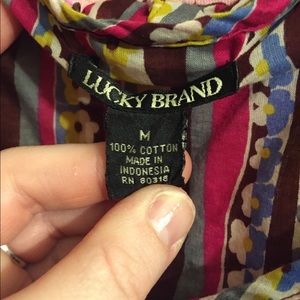 LUCKY BRAND
M
100% COTTON
MADE IN
INDONESIA
RN 80318